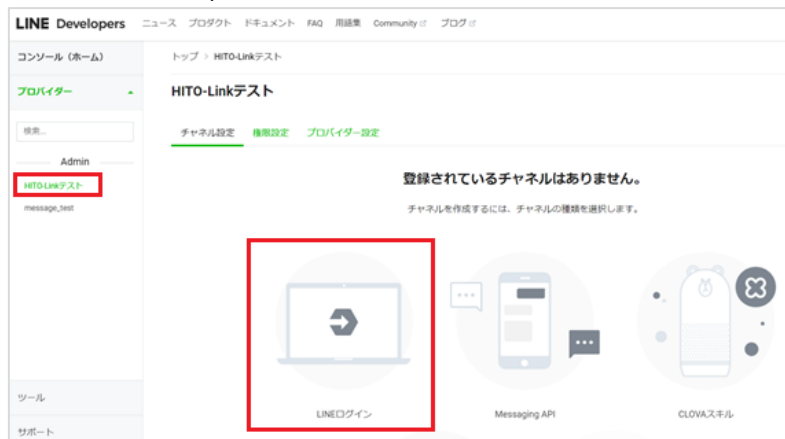 LINE Developers ニュース プロダクト ドキュメント FAQ 用語集 Community ブログ
コンソール（ホーム）
トップ > HITO-Linkテスト
プロバイダー
HITO-Linkテスト
検索...
チャネル設定 権限設定 プロバイダー設定
Admin
HITO-Linkテスト
message_test
登録されているチャネルはありません。
チャネルを作成するには、チャネルの種類を選択します。
LINEログイン
Messaging API
CLOVAスキル
ツール
サポート